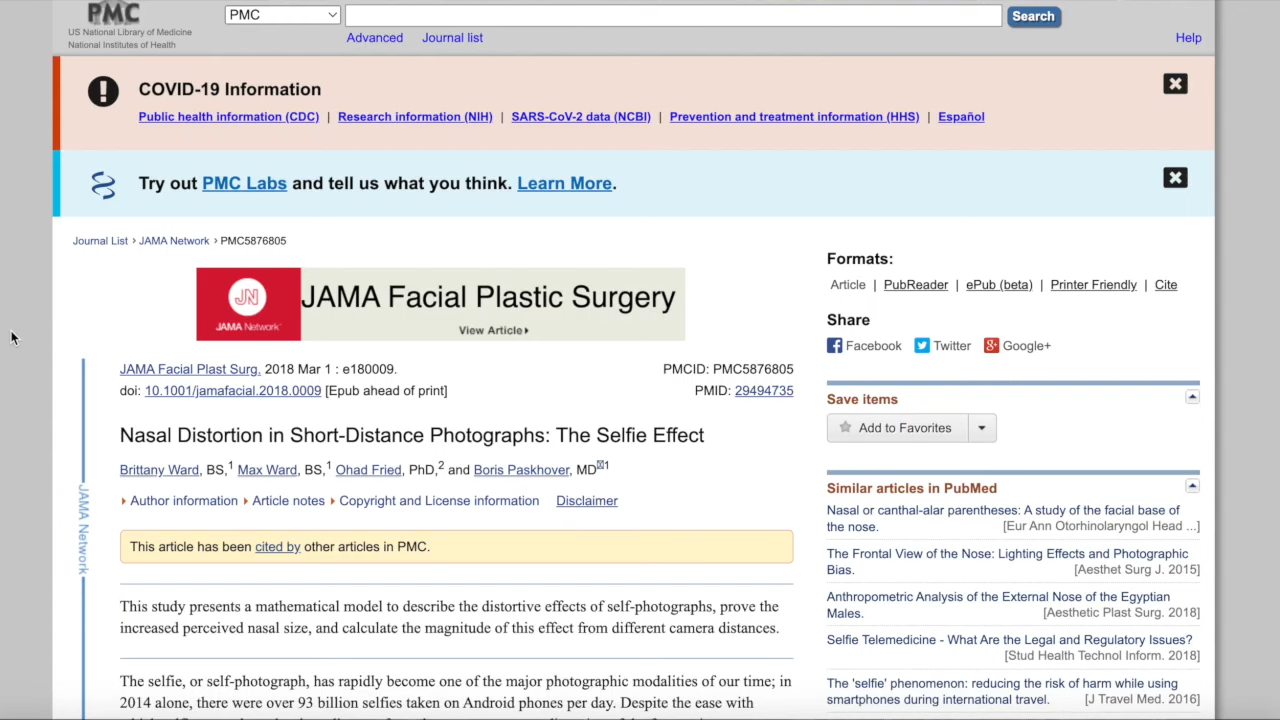 PMC
US National Library of Medicine
National Institutes of Health
PMC
Search
Advanced Journal list
Help
COVID-19 Information
Public health information (CDC) | Research information (NIH) | SARS-CoV-2 data (NCBI) | Prevention and treatment information (HHS) | Español
Try out PMC Labs and tell us what you think. Learn More.
Journal List › JAMA Network › PMC5876805
JN
JAMA Network
JAMA Facial Plastic Surgery
View Article
JAMA Facial Plast Surg. 2018 Mar 1 : e180009.
PMCID: PMC5876805
doi: 10.1001/jamafacial.2018.0009 [Epub ahead of print]
PMID: 29494735
Nasal Distortion in Short-Distance Photographs: The Selfie Effect
Brittany Ward, BS,1 Max Ward, BS,1 Ohad Fried, PhD,2 and Boris Paskhover, MD1
Author information Article notes Copyright and License information Disclaimer
This article has been cited by other articles in PMC.
JAMA Network
This study presents a mathematical model to describe the distortive effects of self-photographs, prove the
increased perceived nasal size, and calculate the magnitude of this effect from different camera distances.
The selfie, or self-photograph, has rapidly become one of the major photographic modalities of our time; in
2014 alone, there were over 93 billion selfies taken on Android phones per day. Despite the ease with
Formats:
Article | PubReader | ePub (beta) | Printer Friendly | Cite
Share
Facebook Twitter Google+
Save items
Add to Favorites
Similar articles in PubMed
Nasal or canthal-alar parentheses: A study of the facial base of
the nose. [Eur Ann Otorhinolaryngol Head ...]
The Frontal View of the Nose: Lighting Effects and Photographic
Bias. [Aesthet Surg J. 2015]
Anthropometric Analysis of the External Nose of the Egyptian
Males. [Aesthetic Plast Surg. 2018]
Selfie Telemedicine - What Are the Legal and Regulatory Issues?
[Stud Health Technol Inform. 2018]
The 'selfie' phenomenon: reducing the risk of harm while using
smartphones during international travel. [J Travel Med. 2016]